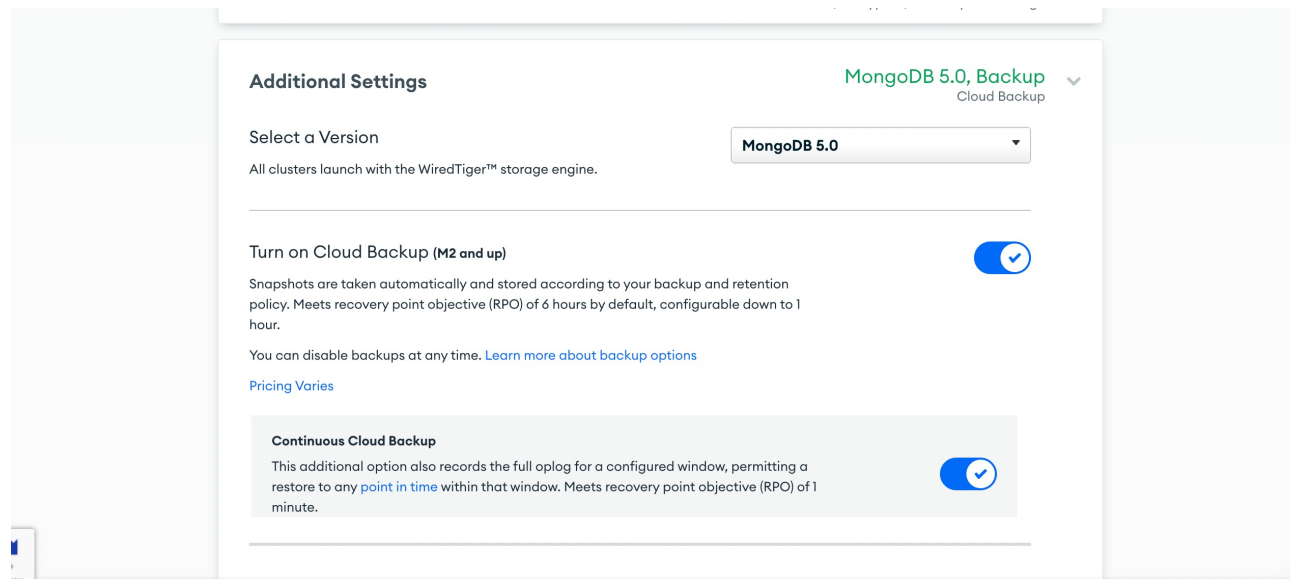 Additional Settings
MongoDB 5.0, Backup
Cloud Backup
Select a Version
MongoDB 5.0
All clusters launch with the WiredTiger™ storage engine.
Turn on Cloud Backup (M2 and up)
Snapshots are taken automatically and stored according to your backup and retention
policy. Meets recovery point objective (RPO) of 6 hours by default, configurable down to 1
hour.
You can disable backups at any time. Learn more about backup options
Pricing Varies
Continuous Cloud Backup
This additional option also records the full oplog for a configured window, permitting a
restore to any point in time within that window. Meets recovery point objective (RPO) of 1
minute.